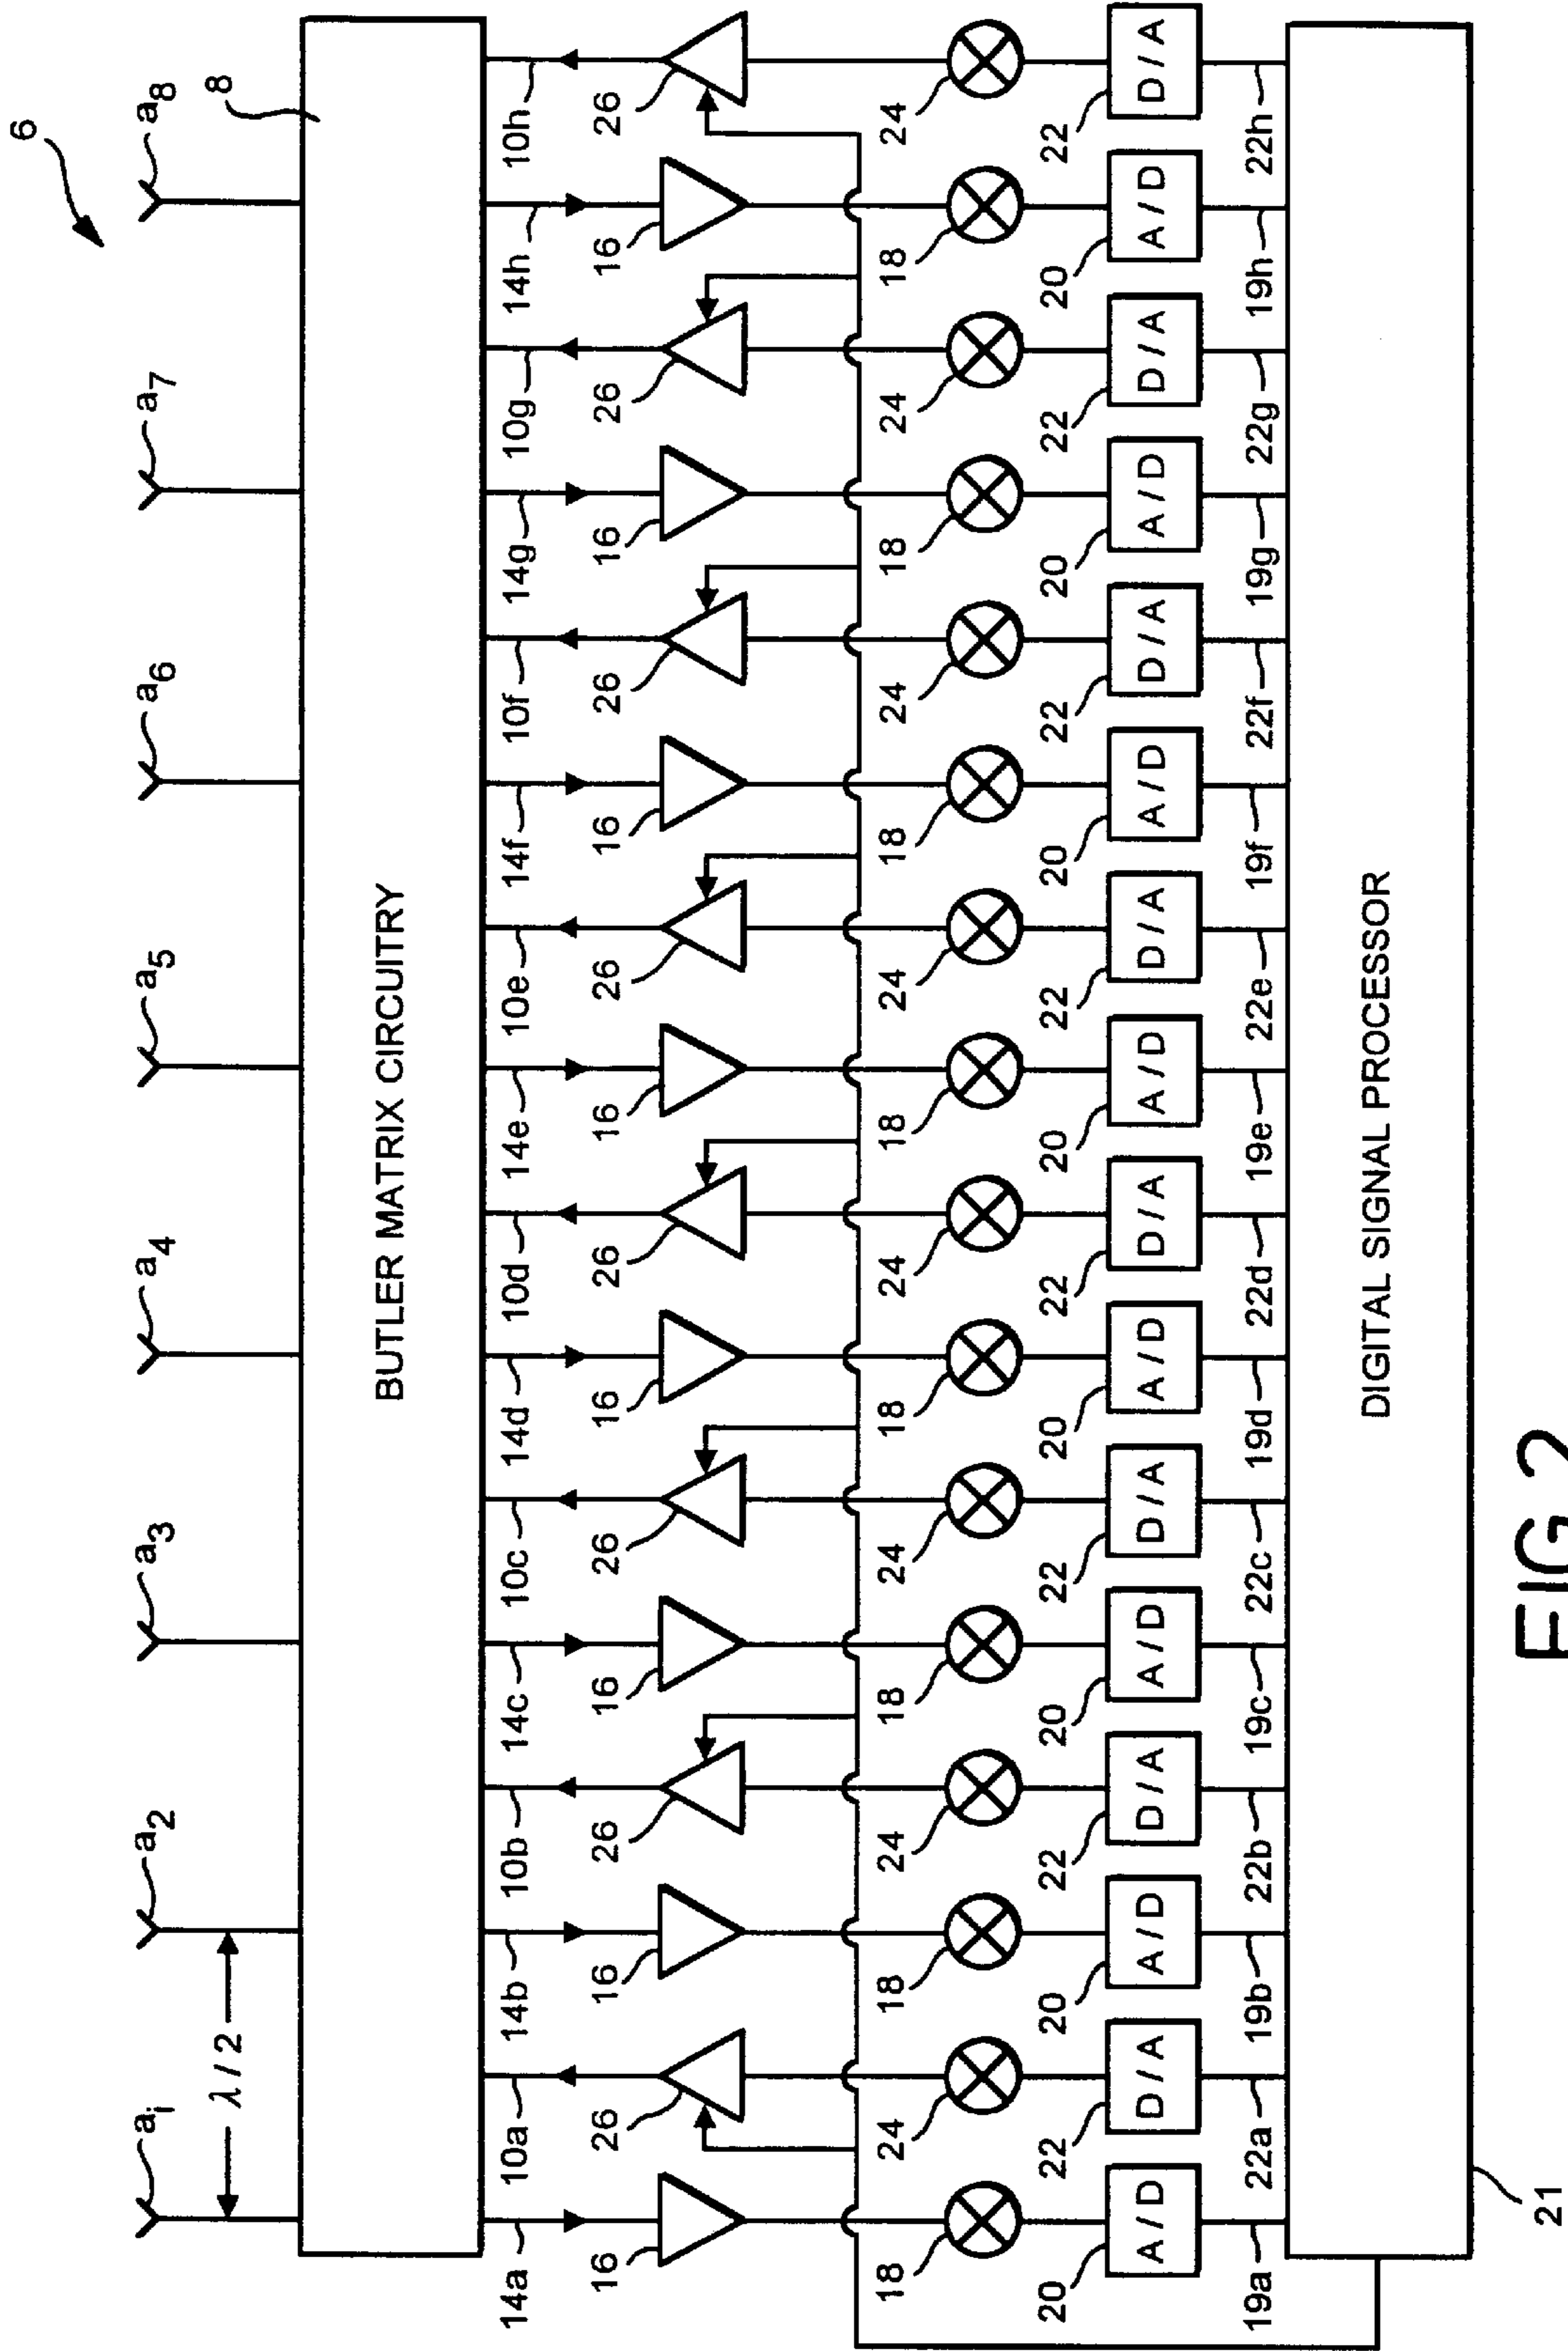 6
a₁ a₂ a₃ a₄ a₅ a₆ a₇ a₈
λ / 2
8
BUTLER MATRIX CIRCUITRY
14a 10a 14b 10b 14c 10c 14d 10d 14e 10e 14f 10f 14g 10g 14h 10h
16 26 16 26 16 26 16 26 16 26 16 26 16 26 16 26
18 24 18 24 18 24 18 24 18 24 18 24 18 24 18 24
20 22 20 22 20 22 20 22 20 22 20 22 20 22 20 22
A / D D / A A / D D / A A / D D / A A / D D / A A / D D / A A / D D / A A / D D / A A / D D / A
19a 22a 19b 22b 19c 22c 19d 22d 19e 22e 19f 22f 19g 22g 19h 22h
DIGITAL SIGNAL PROCESSOR
21
FIG.2